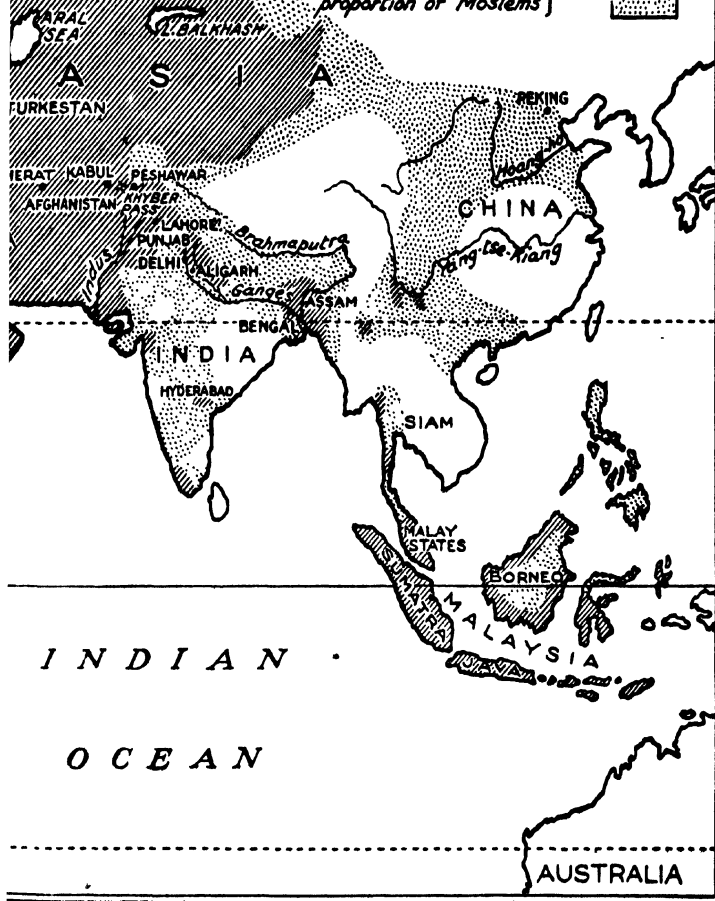 proportion of Moslems]
ARAL
SEA
L. BALKHASH
A S I A
TURKESTAN
PEKING
Hoang-Ho
HERAT
KABUL
PESHAWAR
AFGHANISTAN
KHYBER
PASS
CHINA
LAHORE
PUNJAB
Brahmaputra
DELHI
ALIGARH
Yang-tse-Kiang
Indus
Ganges
ASSAM
BENGAL
INDIA
HYDERABAD
SIAM
MALAY
STATES
SUMATRA
BORNEO
MALAYSIA
JAVA
INDIAN
OCEAN
AUSTRALIA